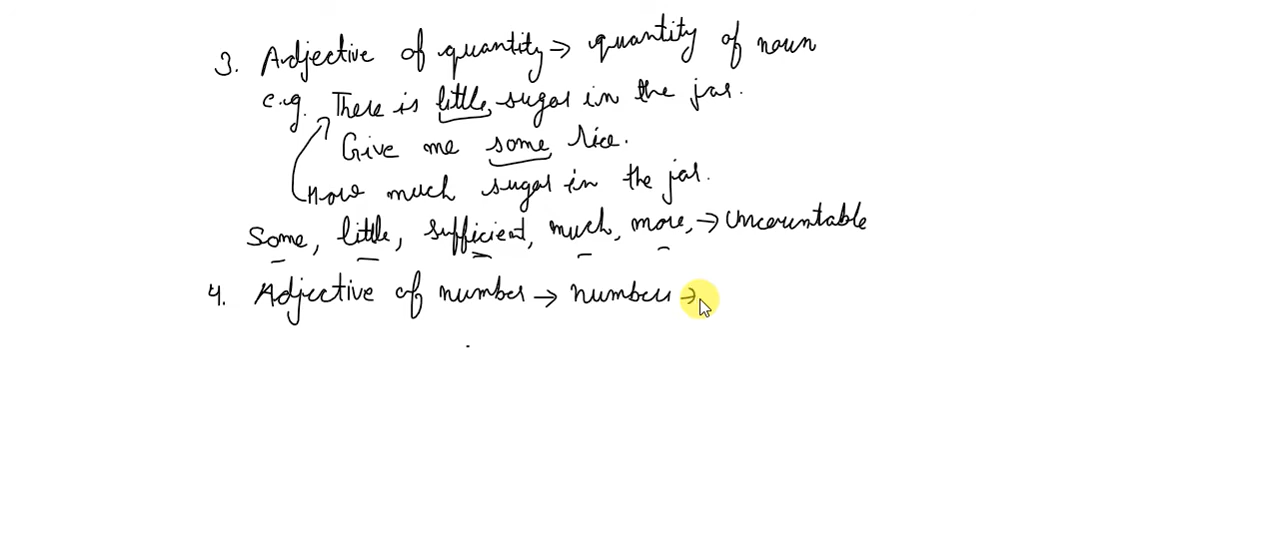 3. Adjective of quantity → quantity of noun
e.g. There is little sugar in the jar.
Give me some rice.
How much sugar in the jar.
Some, little, sufficient, much, more, → Uncountable
4. Adjective of number → number →